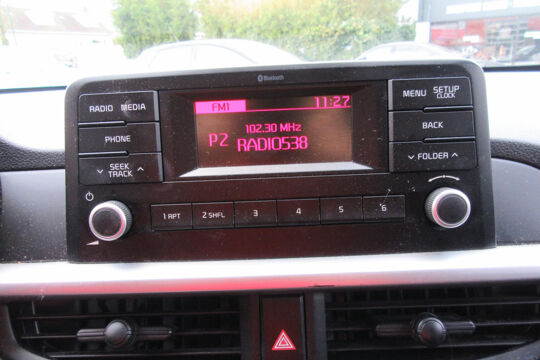 Bluetooth
RADIO MEDIA
PHONE
SEEK
TRACK
FM1 11:27
102.30 MHz
P2 RADIO538
MENU SETUP
CLOCK
BACK
FOLDER
1 RPT 2 SHFL 3 4 5 6